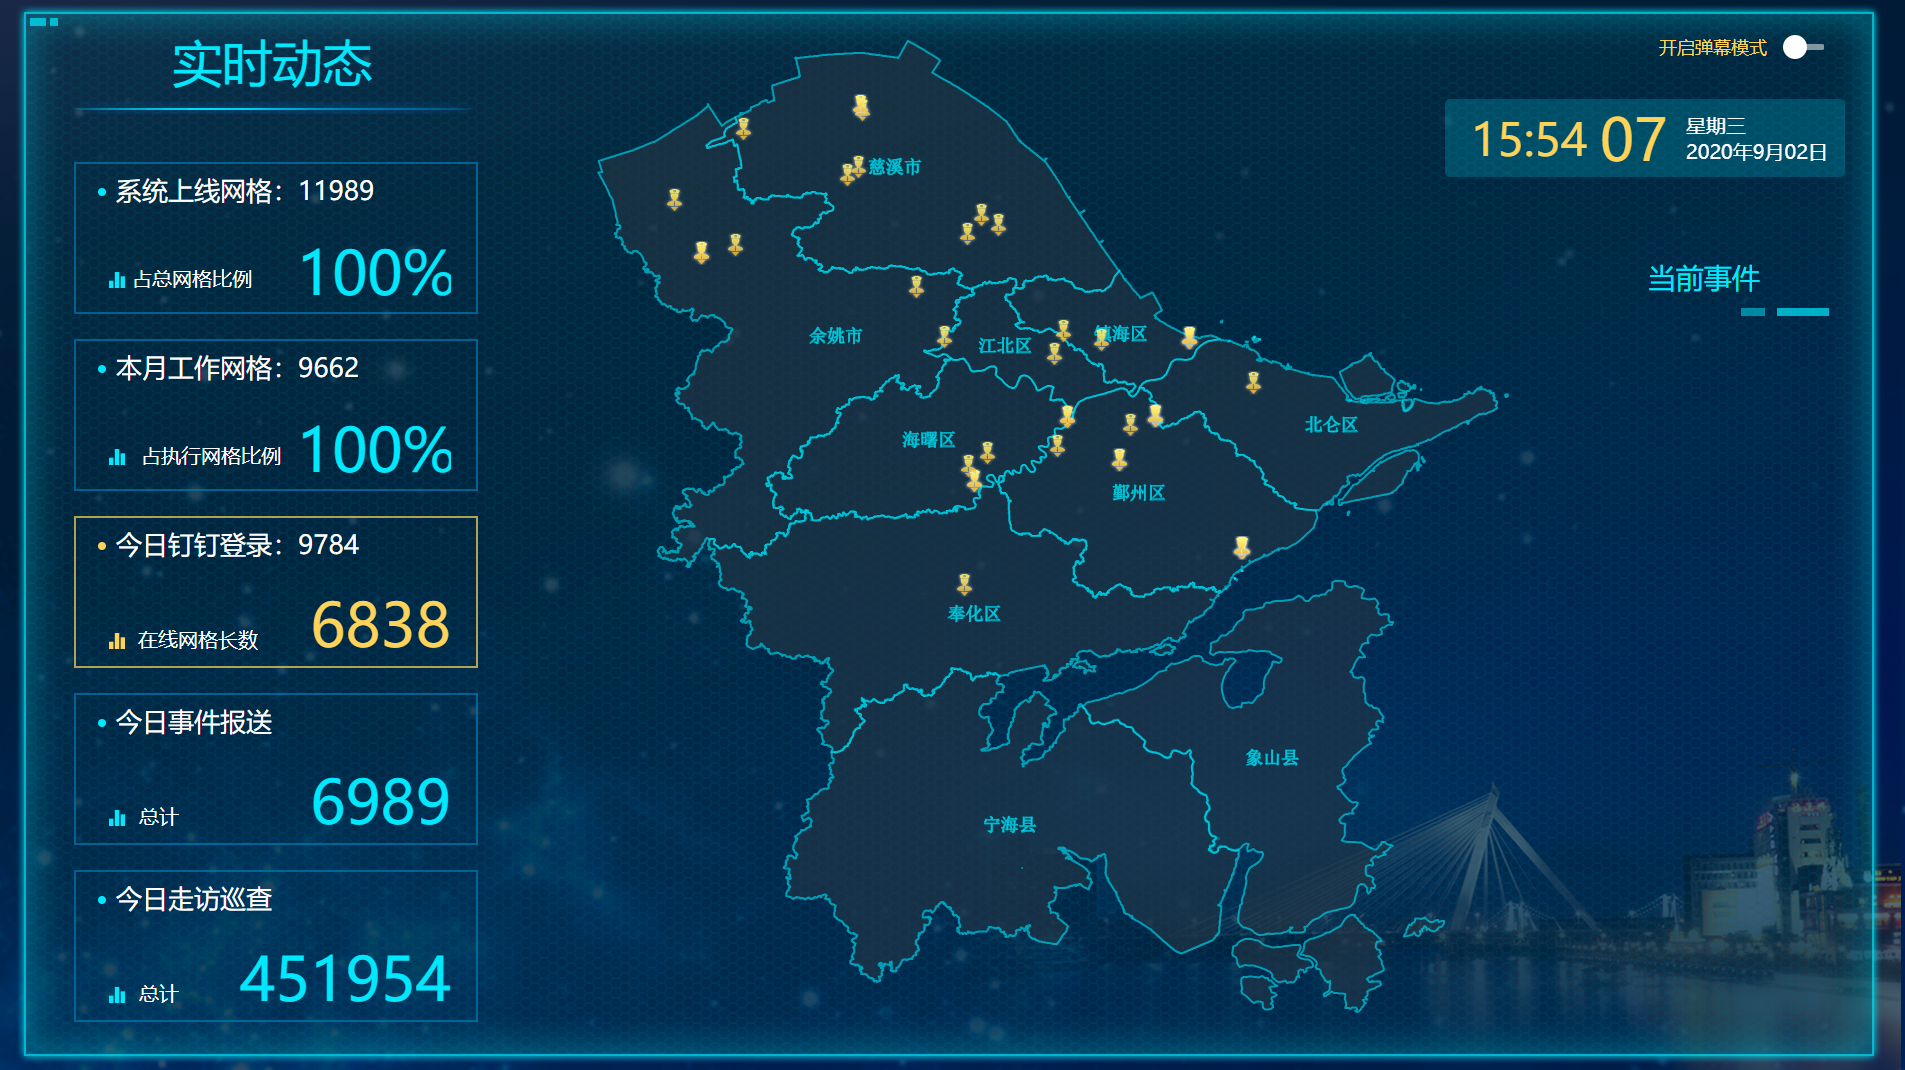 实时动态
开启弹幕模式
15:54 07
星期三
2020年9月02日
系统上线网格：11989
占总网格比例 100%
本月工作网格：9662
占执行网格比例 100%
今日钉钉登录：9784
在线网格长数 6838
今日事件报送
总计 6989
今日走访巡查
总计 451954
当前事件
慈溪市
余姚市
江北区
镇海区
北仑区
海曙区
鄞州区
奉化区
象山县
宁海县